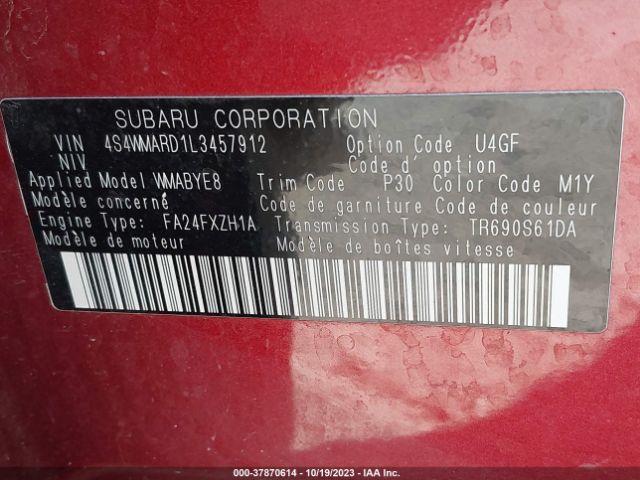 SUBARU CORPORATION
VIN 4S4WMARD1L3457912 Option Code U4GF
NIV Code d'option
Applied Model WMABYE8 Trim Code P30 Color Code M1Y
Modèle concerné Code de garniture Code de couleur
Engine Type: FA24FXZH1A Transmission Type: TR690S61DA
Modèle de moteur Modèle de boîtes vitesse
000-37870614 | 10/19/2023 | IAA Inc.